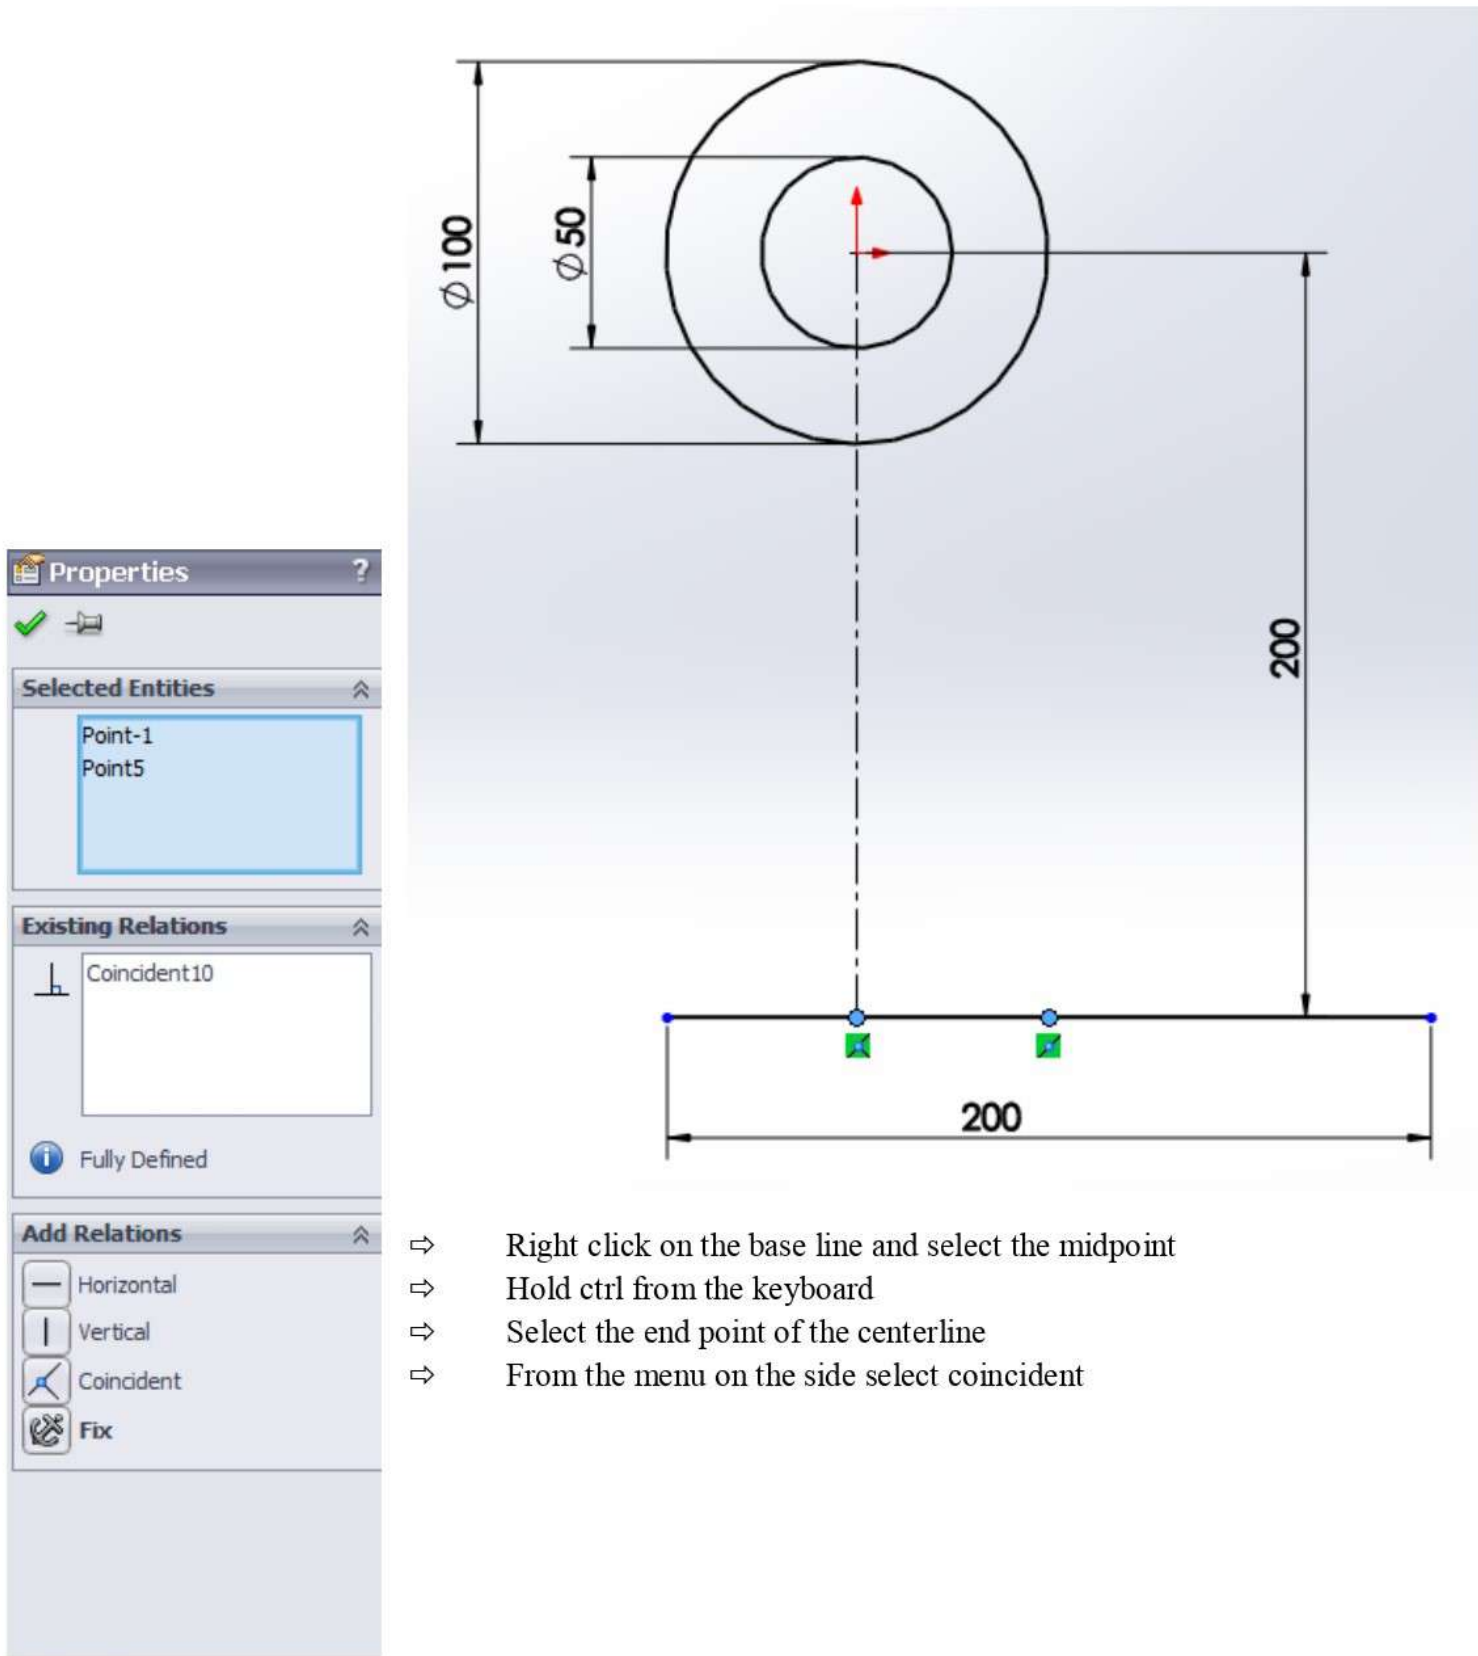 Ø100
Ø50
200
200
Properties ?
Selected Entities
Point-1
Point5
Existing Relations
Coincident10
Fully Defined
Add Relations
Horizontal
Vertical
Coincident
Fix
⇨ Right click on the base line and select the midpoint
⇨ Hold ctrl from the keyboard
⇨ Select the end point of the centerline
⇨ From the menu on the side select coincident